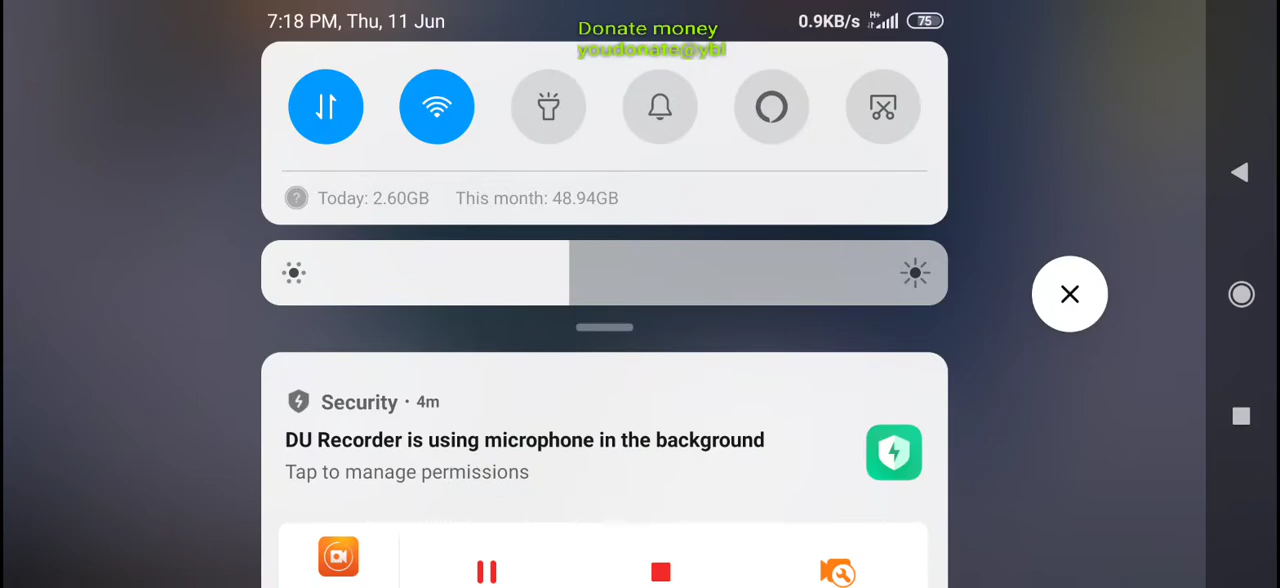 7:18 PM, Thu, 11 Jun
Donate money
youdonate@ybl
0.9KB/s H+ 75
Today: 2.60GB This month: 48.94GB
Security · 4m
DU Recorder is using microphone in the background
Tap to manage permissions